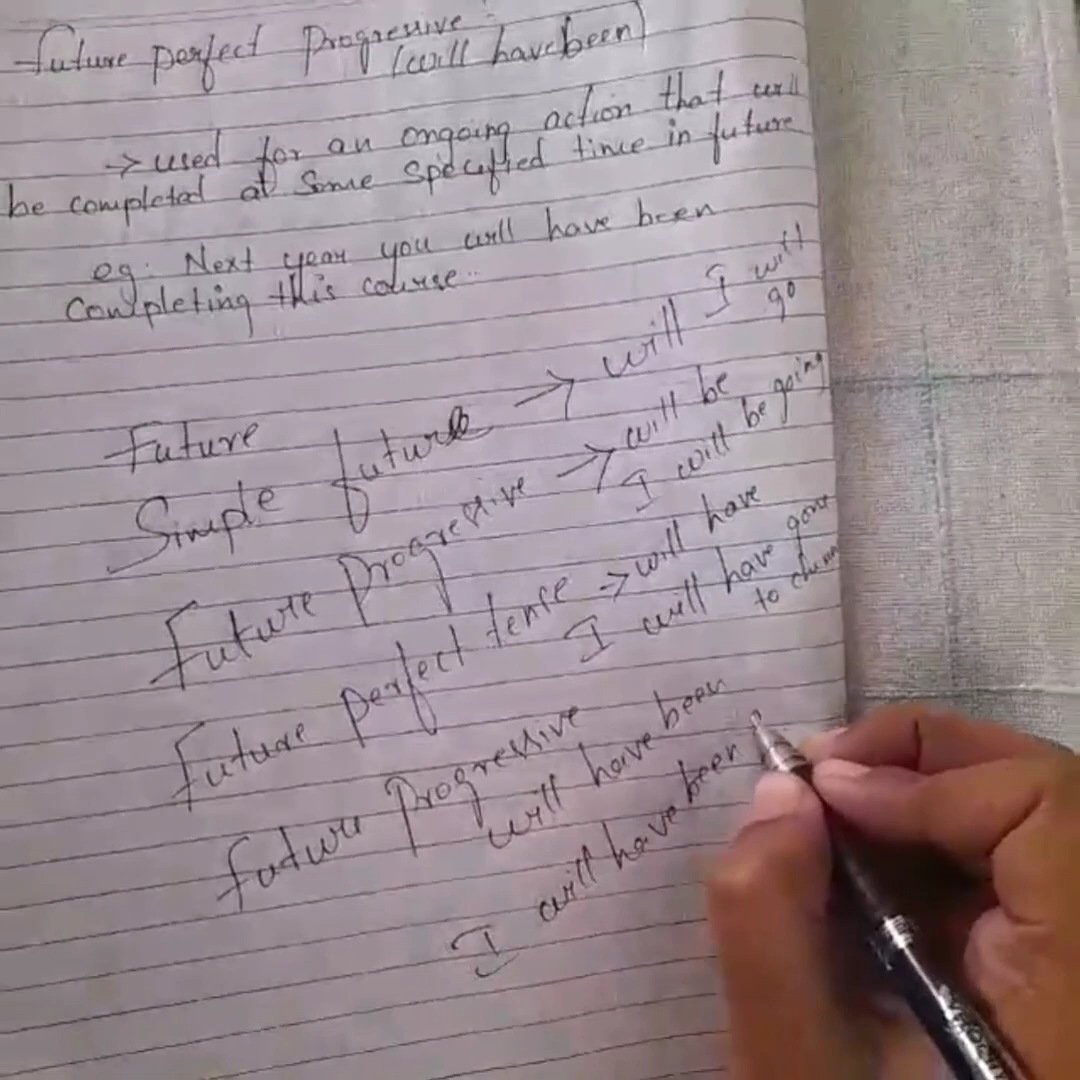 Future perfect Progressive
(will have been)
→ used for an ongoing action that will
be completed at some specified time in future
eg. Next year you will have been
completing this course.
Future
Simple future → will I will
go
Future Progressive → will be
I will be going
Future perfect tense → will have
I will have gone
to
Future Progressive
will have been
I will have been